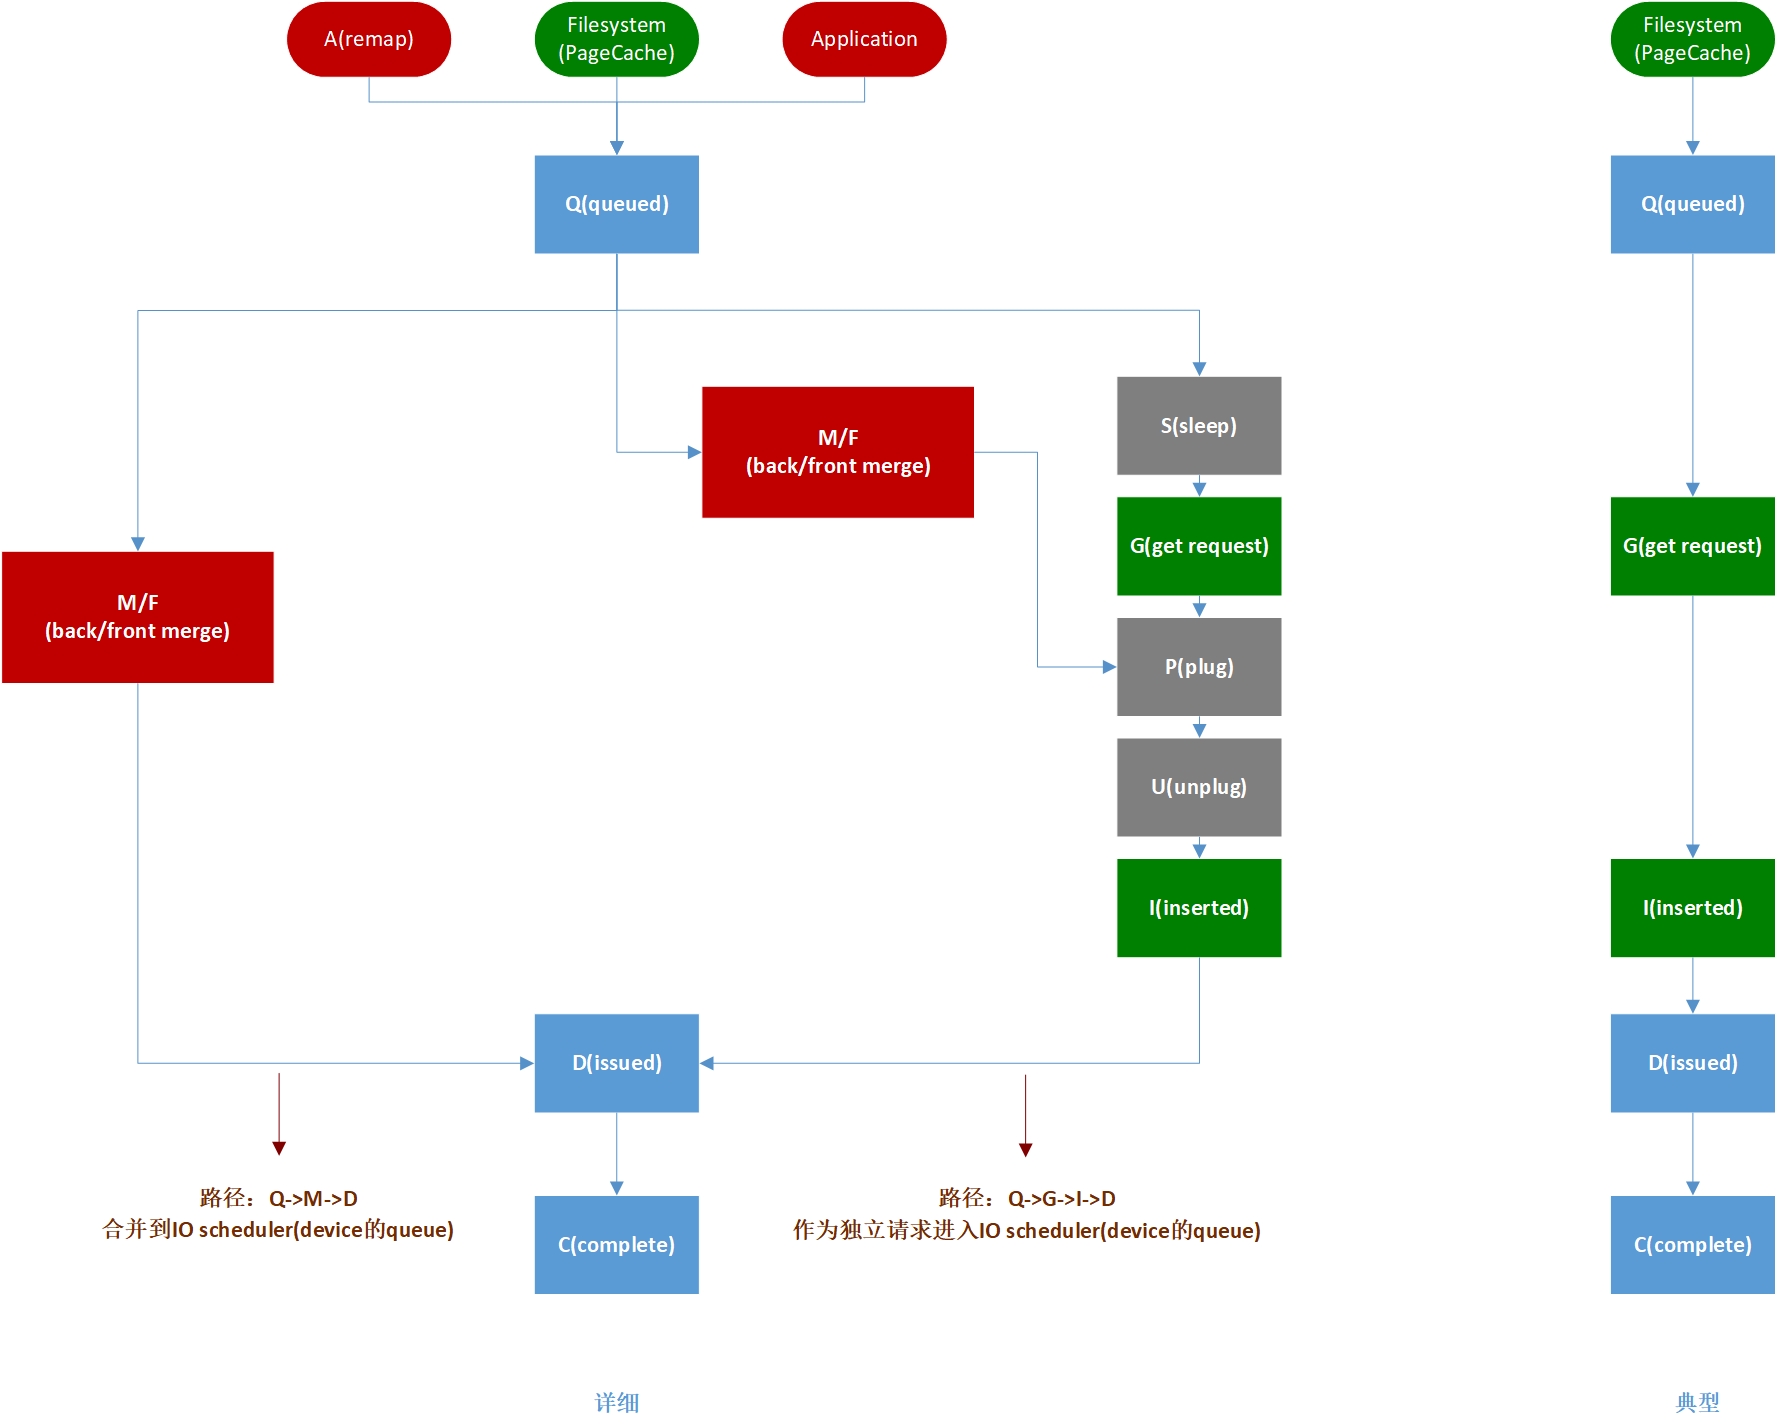 A(remap)
Filesystem
(PageCache)
Application
Filesystem
(PageCache)
Q(queued)
Q(queued)
S(sleep)
M/F
(back/front merge)
G(get request)
G(get request)
M/F
(back/front merge)
P(plug)
U(unplug)
I(inserted)
I(inserted)
D(issued)
D(issued)
路径：Q->M->D
合并到IO scheduler(device的queue)
路径：Q->G->I->D
作为独立请求进入IO scheduler(device的queue)
C(complete)
C(complete)
详细
典型